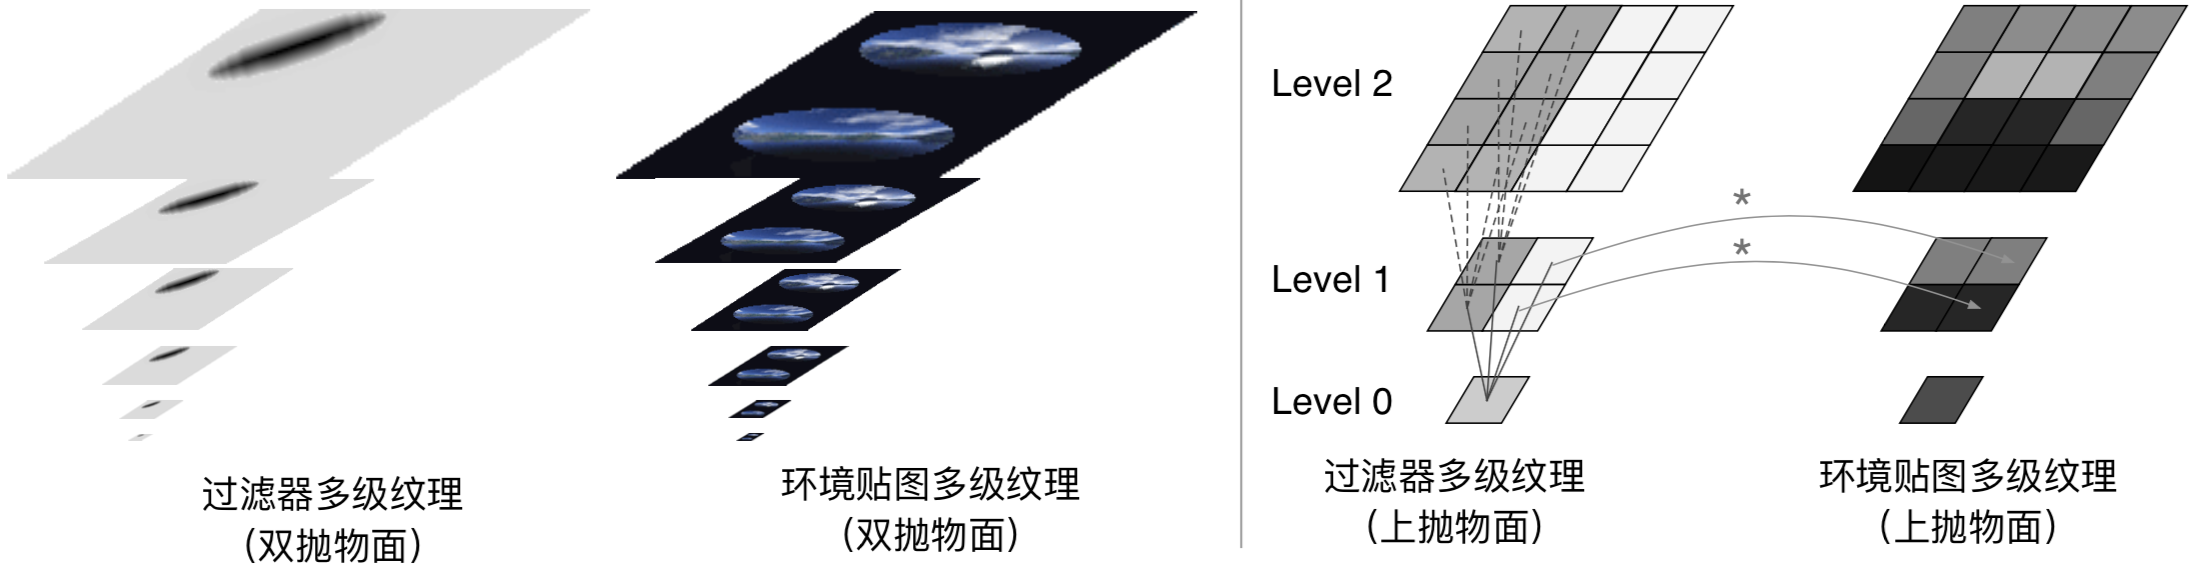 Level 2
*
*
Level 1
Level 0
过滤器多级纹理
(双抛物面)
环境贴图多级纹理
(双抛物面)
过滤器多级纹理
(上抛物面)
环境贴图多级纹理
(上抛物面)